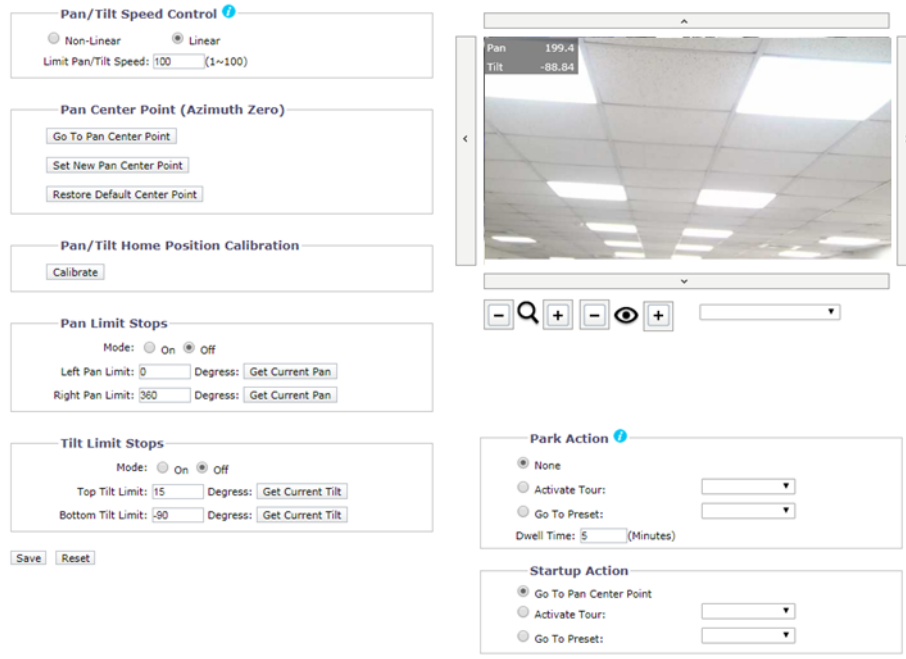 Pan/Tilt Speed Control i
Non-Linear Linear
Limit Pan/Tilt Speed: 100 (1~100)
Pan Center Point (Azimuth Zero)
Go To Pan Center Point
Set New Pan Center Point
Restore Default Center Point
Pan/Tilt Home Position Calibration
Calibrate
Pan Limit Stops
Mode: On Off
Left Pan Limit: 0 Degress: Get Current Pan
Right Pan Limit: 360 Degress: Get Current Pan
Tilt Limit Stops
Mode: On Off
Top Tilt Limit: 15 Degress: Get Current Tilt
Bottom Tilt Limit: -90 Degress: Get Current Tilt
Save Reset
Pan 199.4
Tilt -88.84
Park Action i
None
Activate Tour:
Go To Preset:
Dwell Time: 5 (Minutes)
Startup Action
Go To Pan Center Point
Activate Tour:
Go To Preset: